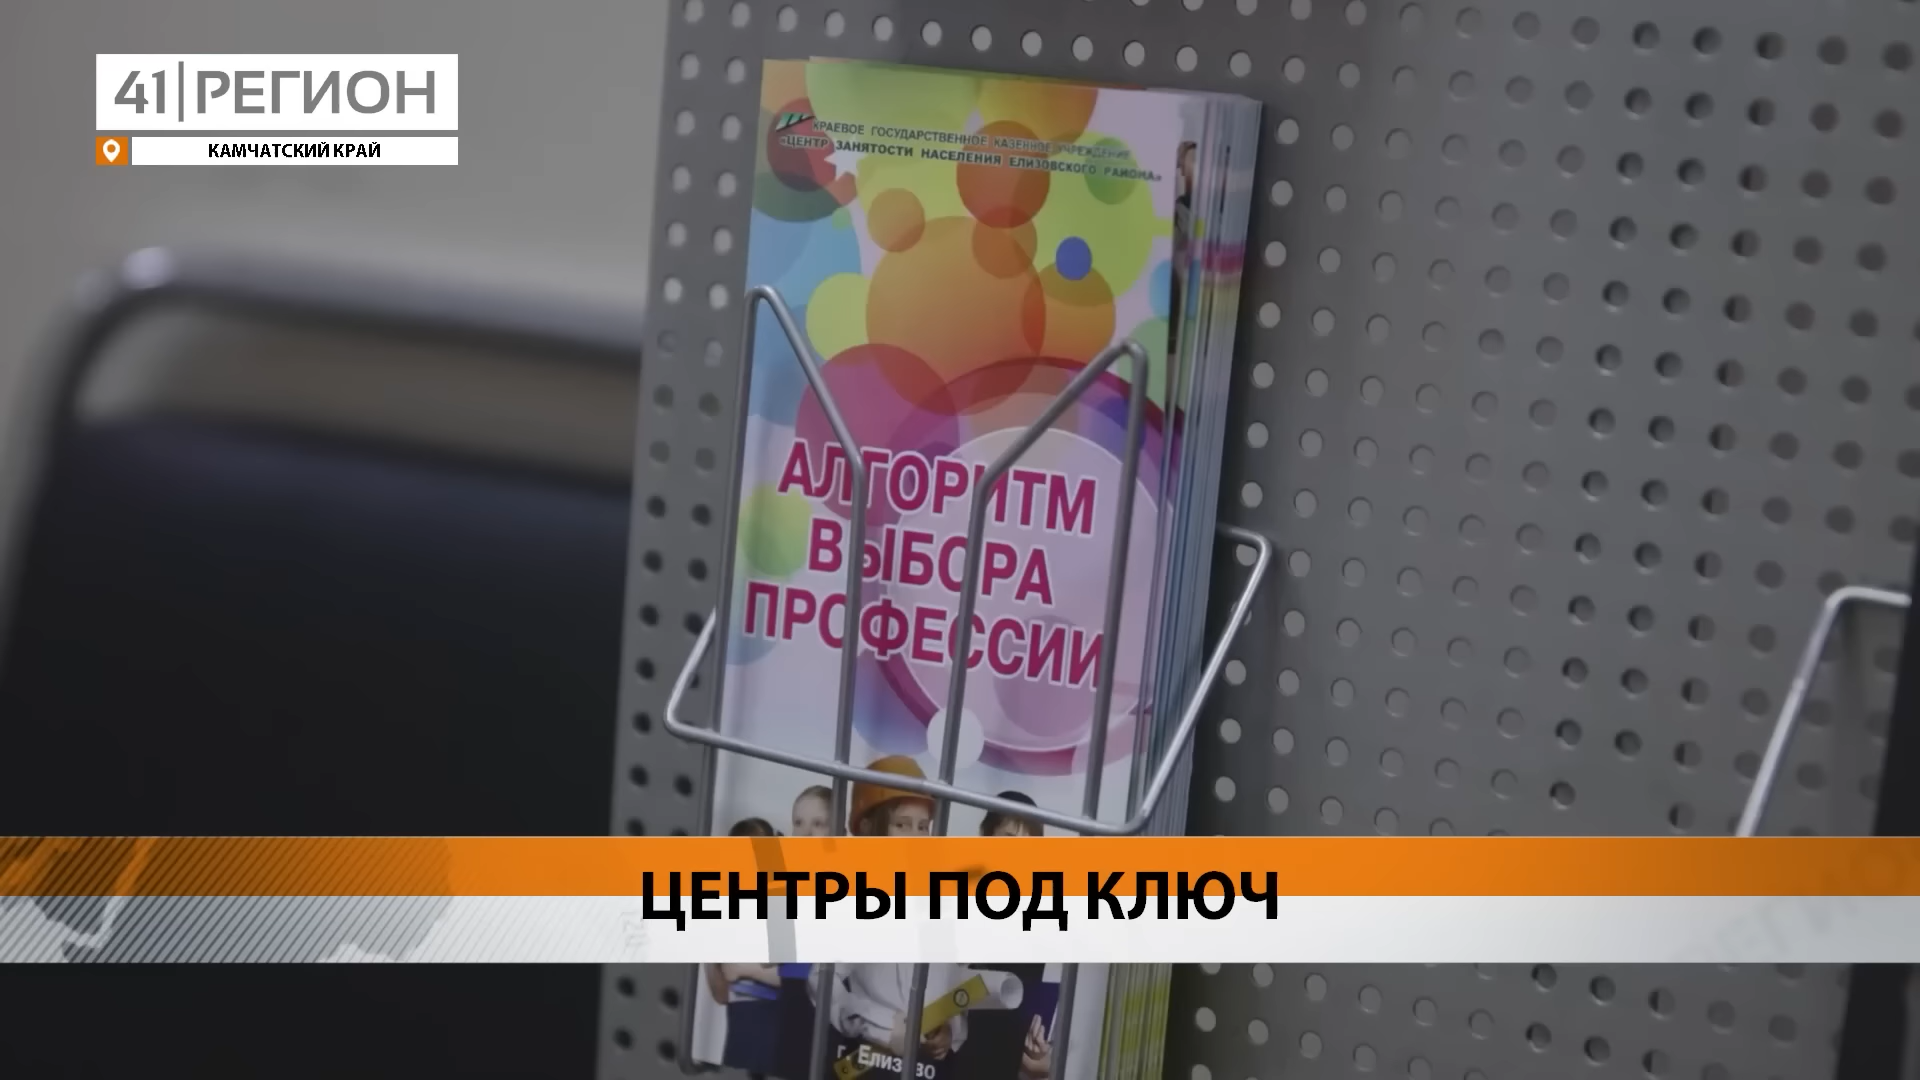 41 РЕГИОН
КАМЧАТСКИЙ КРАЙ
КРАЕВОЕ ГОСУДАРСТВЕННОЕ КАЗЕННОЕ УЧРЕЖДЕНИЕ
«ЦЕНТР ЗАНЯТОСТИ НАСЕЛЕНИЯ ЕЛИЗОВСКОГО РАЙОНА»
АЛГОРИТМ
ВЫБОРА
ПРОФЕССИИ
ЦЕНТРЫ ПОД КЛЮЧ
г. Елизово